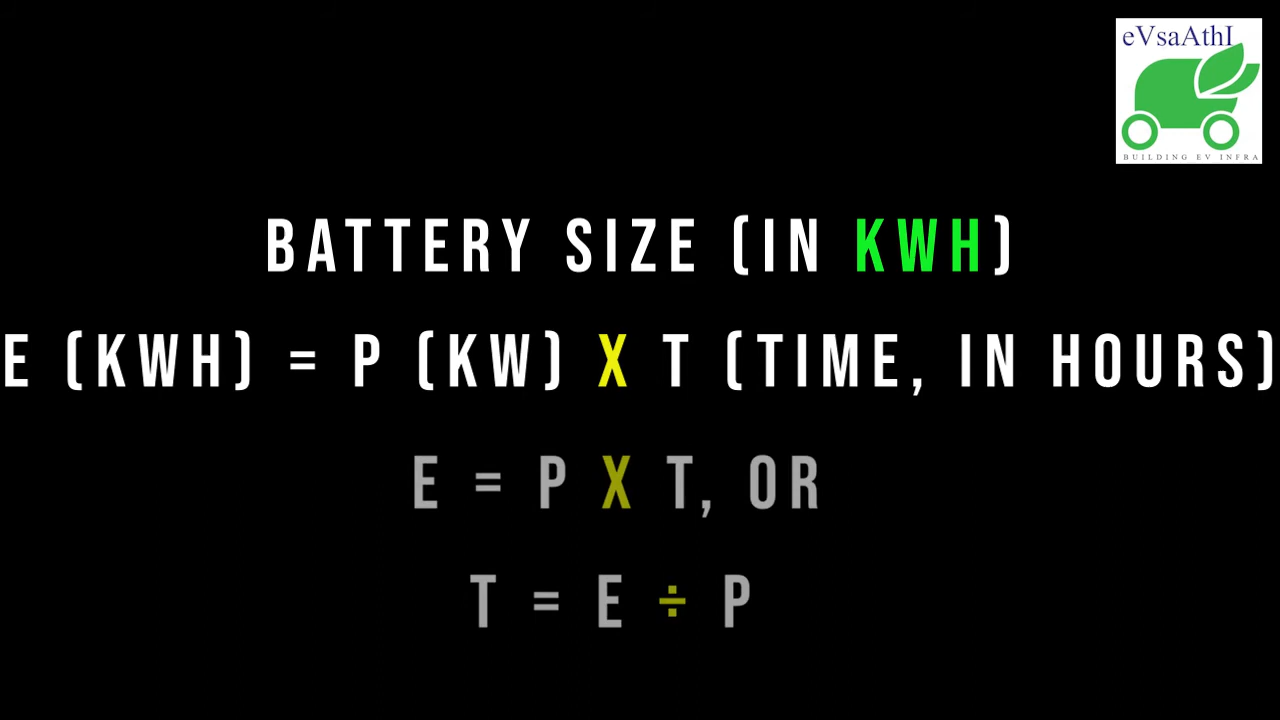 eVsaAthI
BUILDING EV INFRA
BATTERY SIZE (IN KWH)
E (KWH) = P (KW) X T (TIME, IN HOURS)
E = P X T, OR
T = E ÷ P